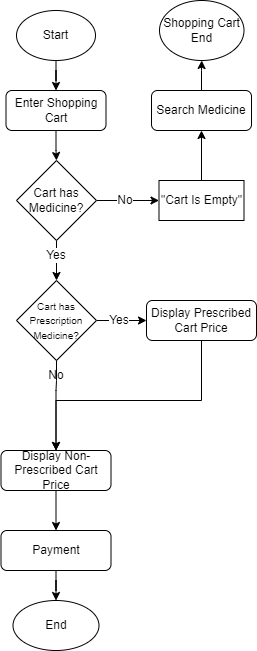 Start
Shopping Cart
End
Enter Shopping
Cart
Search Medicine
Cart has
Medicine?
No
"Cart Is Empty"
Yes
Cart has
Prescription
Medicine?
Yes
Display Prescribed
Cart Price
No
Display Non-
Prescribed Cart
Price
Payment
End